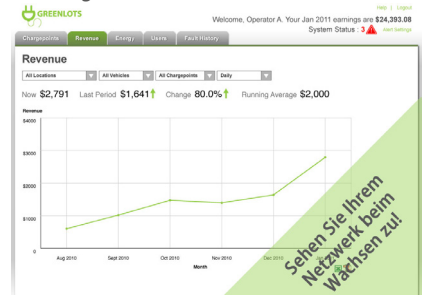 Help | Logout
GREENLOTS
Welcome, Operator A. Your Jan 2011 earnings are $24,393.08
System Status : 3 Alert Settings
Chargepoints Revenue Energy Users Fault History
Revenue
All Locations All Vehicles All Chargepoints Daily
Now $2,791 Last Period $1,641 Change 80.0% Running Average $2,000
Revenue
$4000
$3000
$2000
$1000
0
Aug 2010 Sept 2010 Oct 2010 Nov 2010 Dec 2010
Month
Sehen Sie Ihrem
Netzwerk beim
Wachsen zu!